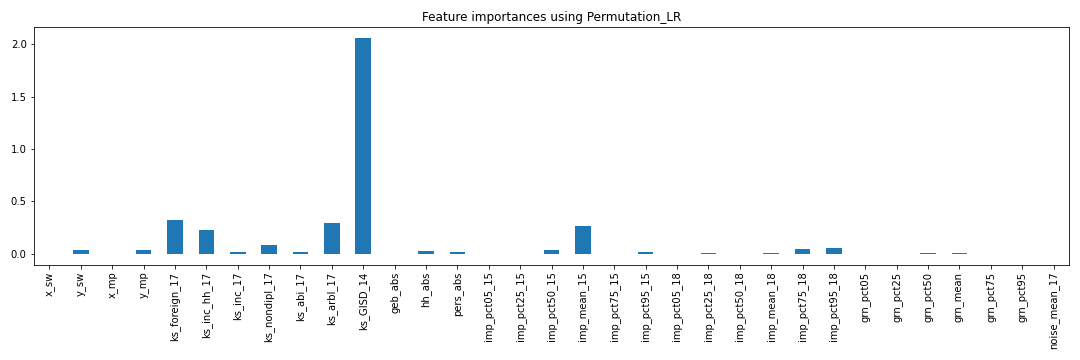 Feature importances using Permutation_LR
2.0
1.5
1.0
0.5
0.0
x_sw
y_sw
x_mp
y_mp
ks_foreign_17
ks_inc_hh_17
ks_inc_17
ks_nondipl_17
ks_abi_17
ks_arbl_17
ks_GISD_14
geb_abs
hh_abs
pers_abs
imp_pct05_15
imp_pct25_15
imp_pct50_15
imp_mean_15
imp_pct75_15
imp_pct95_15
imp_pct05_18
imp_pct25_18
imp_pct50_18
imp_mean_18
imp_pct75_18
imp_pct95_18
grn_pct05
grn_pct25
grn_pct50
grn_mean
grn_pct75
grn_pct95
noise_mean_17